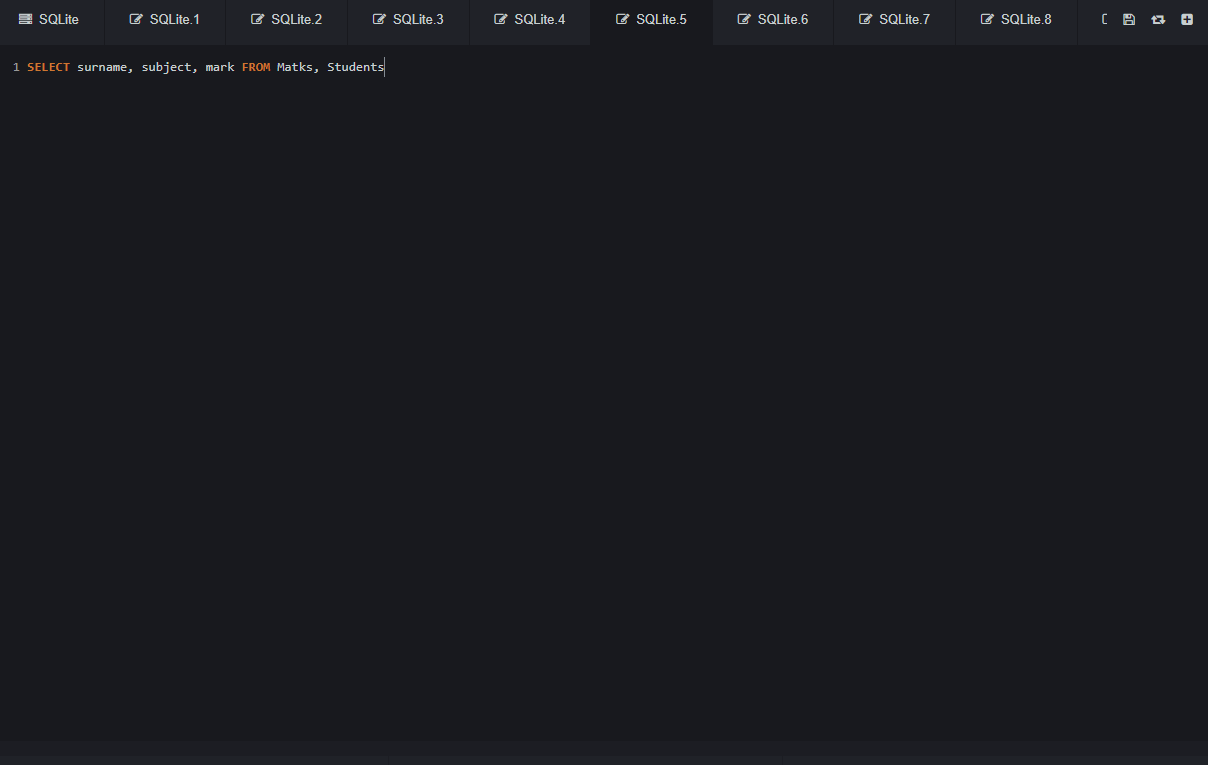 SQLite SQLite.1 SQLite.2 SQLite.3 SQLite.4 SQLite.5 SQLite.6 SQLite.7 SQLite.8
1 SELECT surname, subject, mark FROM Matks, Students